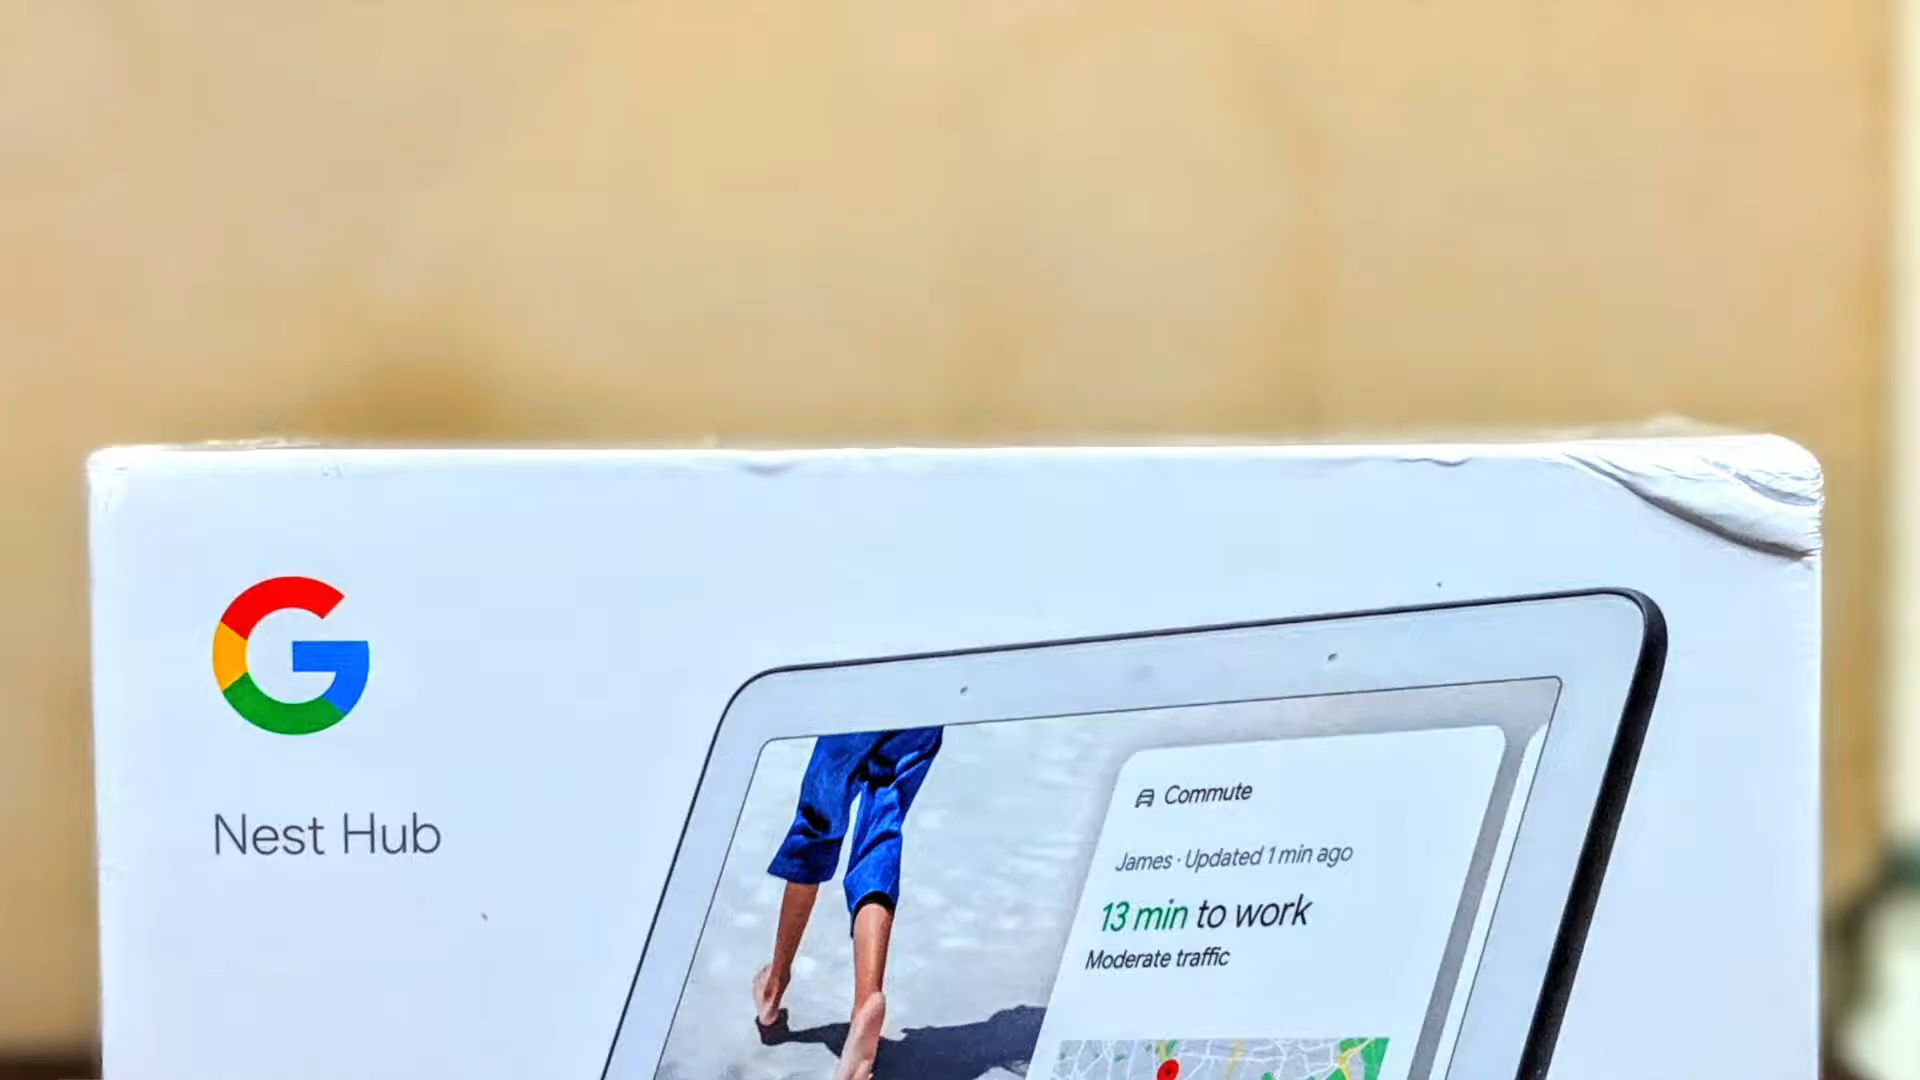 Nest Hub
Commute
James · Updated 1 min ago
13 min to work
Moderate traffic